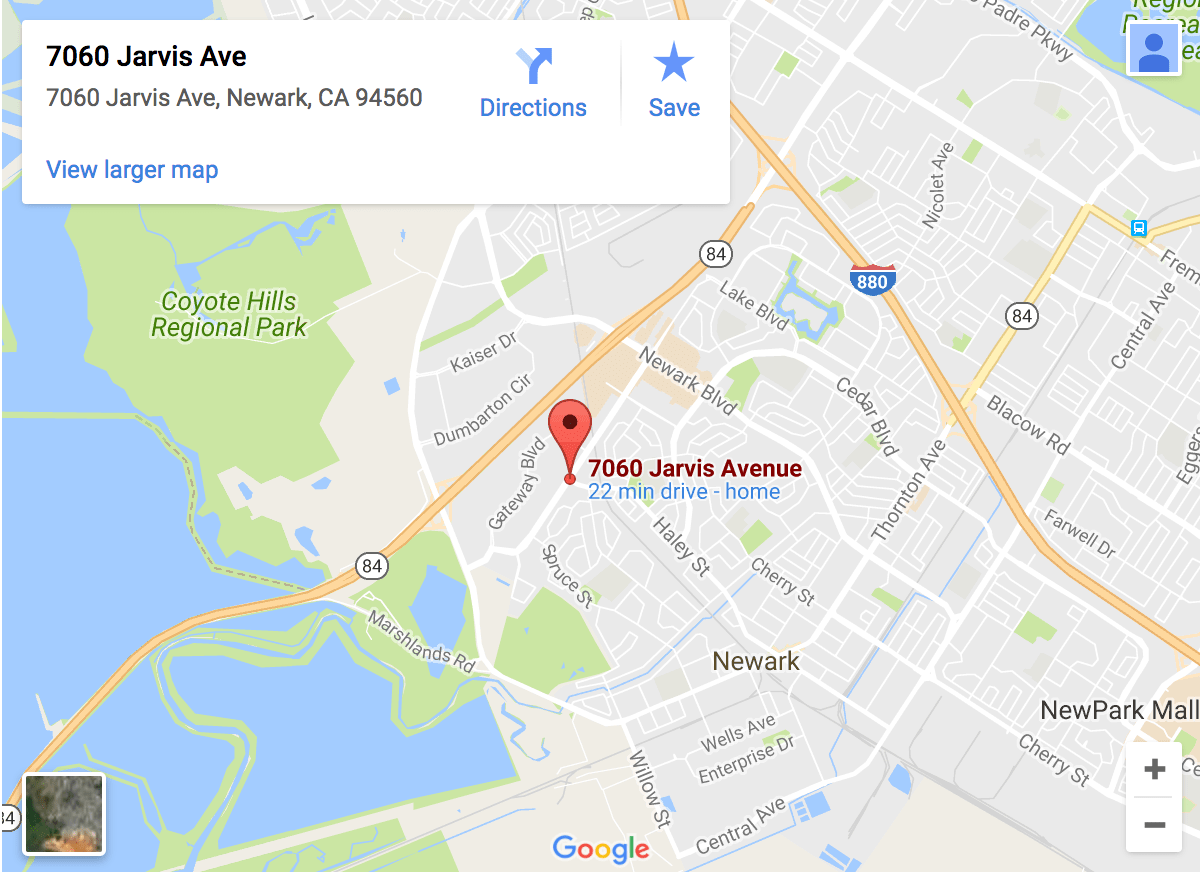 7060 Jarvis Ave
7060 Jarvis Ave, Newark, CA 94560
Directions
Save
View larger map
Padre Pkwy
Regional
Nicolet Ave
84
880
Coyote Hills
Regional Park
Lake Blvd
84
Central Ave
Kaiser Dr
Newark Blvd
Dumbarton Cir
Cedar Blvd
Blacow Rd
Gateway Blvd
7060 Jarvis Avenue
22 min drive - home
Thornton Ave
Eggers
Haley St
Farwell Dr
84
Spruce St
Cherry St
Marshlands Rd
Newark
NewPark Mall
Wells Ave
Enterprise Dr
Cherry St
Willow St
Central Ave
84
Google